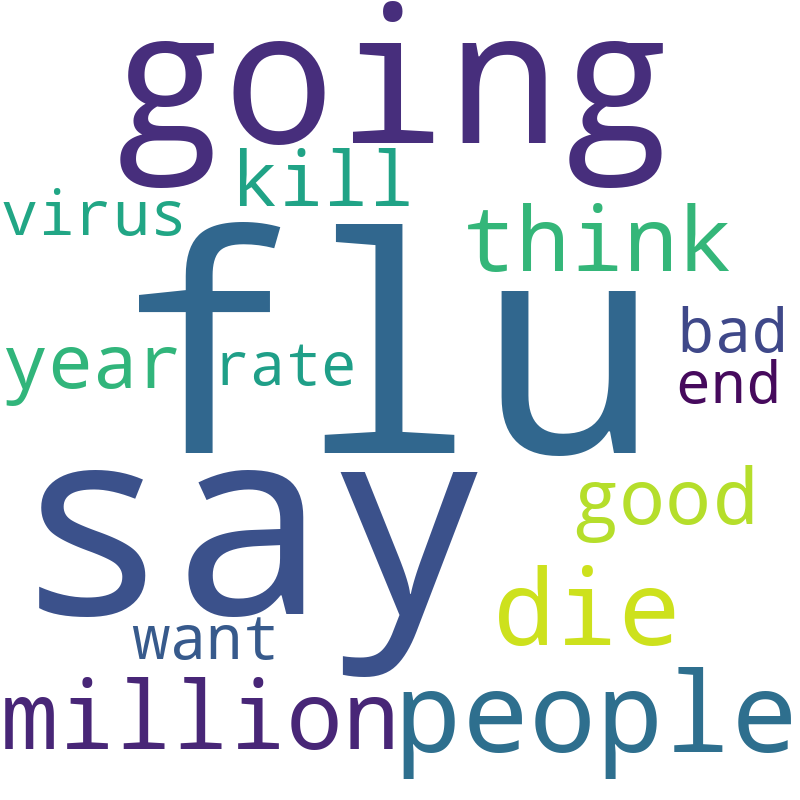 going
kill
virus
think
flu
bad
year
rate
end
say
good
die
want
million
people